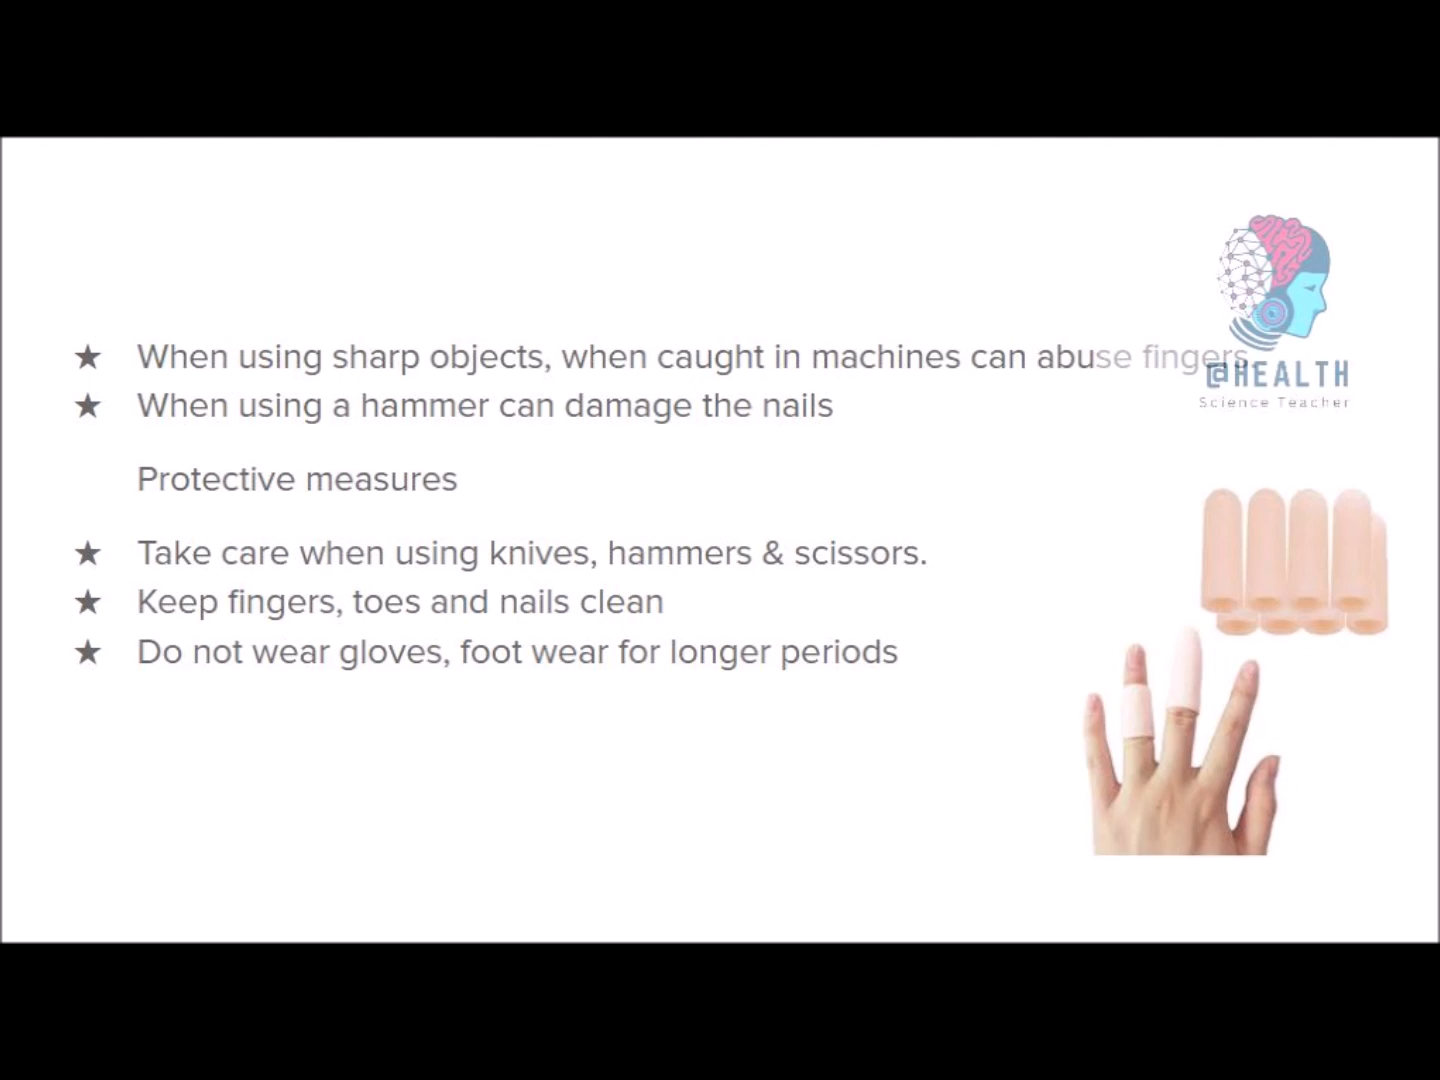 ★ When using sharp objects, when caught in machines can abuse fingers.
★ When using a hammer can damage the nails
Protective measures
★ Take care when using knives, hammers & scissors.
★ Keep fingers, toes and nails clean
★ Do not wear gloves, foot wear for longer periods
@HEALTH
Science Teacher